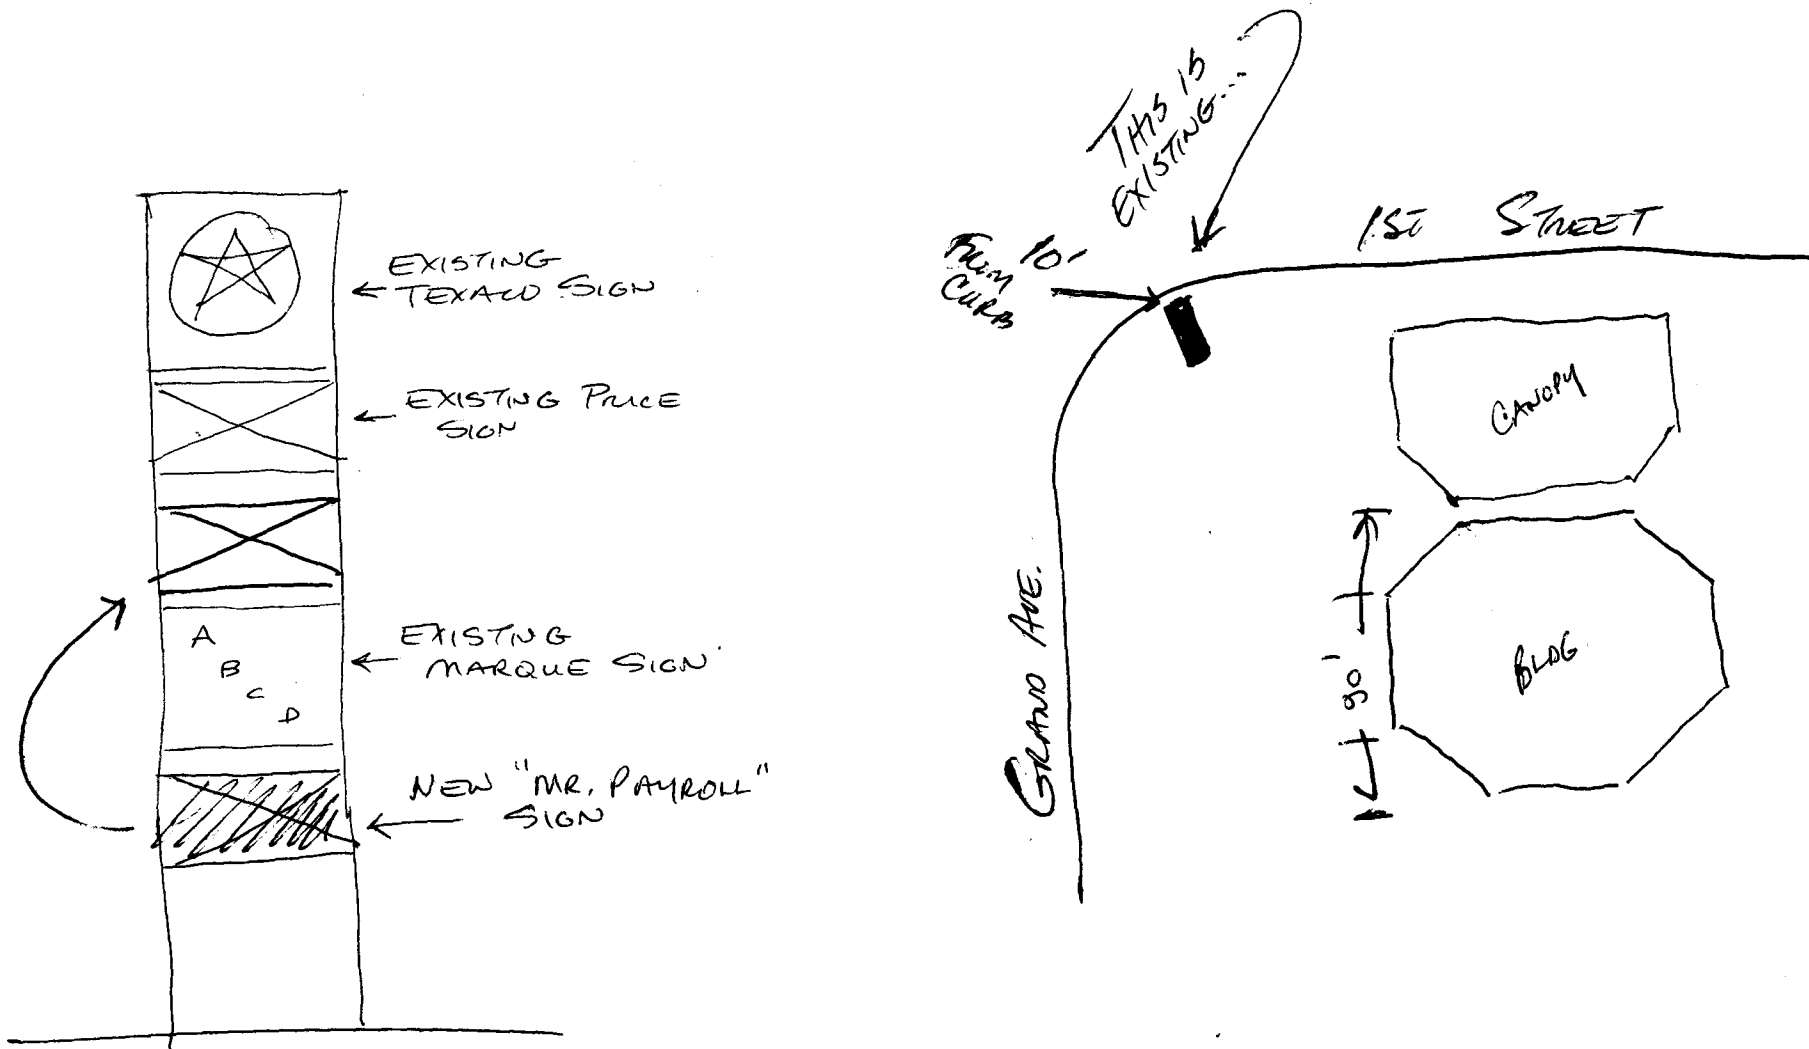 EXISTING
TEXACO SIGN
EXISTING PRICE
SIGN
A
B
C
D
EXISTING
MARQUE SIGN
NEW "MR. PAYROLL"
SIGN
THIS IS
EXISTING...
10'
FROM
CURB
1ST STREET
CANOPY
GRAND AVE.
90'
BLDG